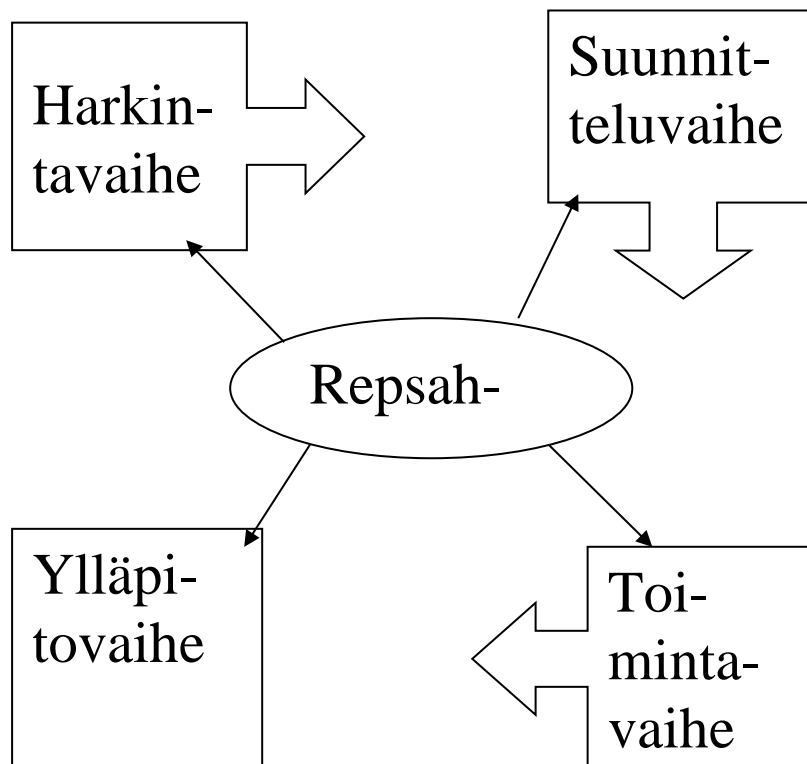 Harkin-
tavaihe
Suunnit-
teluvaihe
Repsah-
Ylläpi-
tovaihe
Toi-
minta-
vaihe